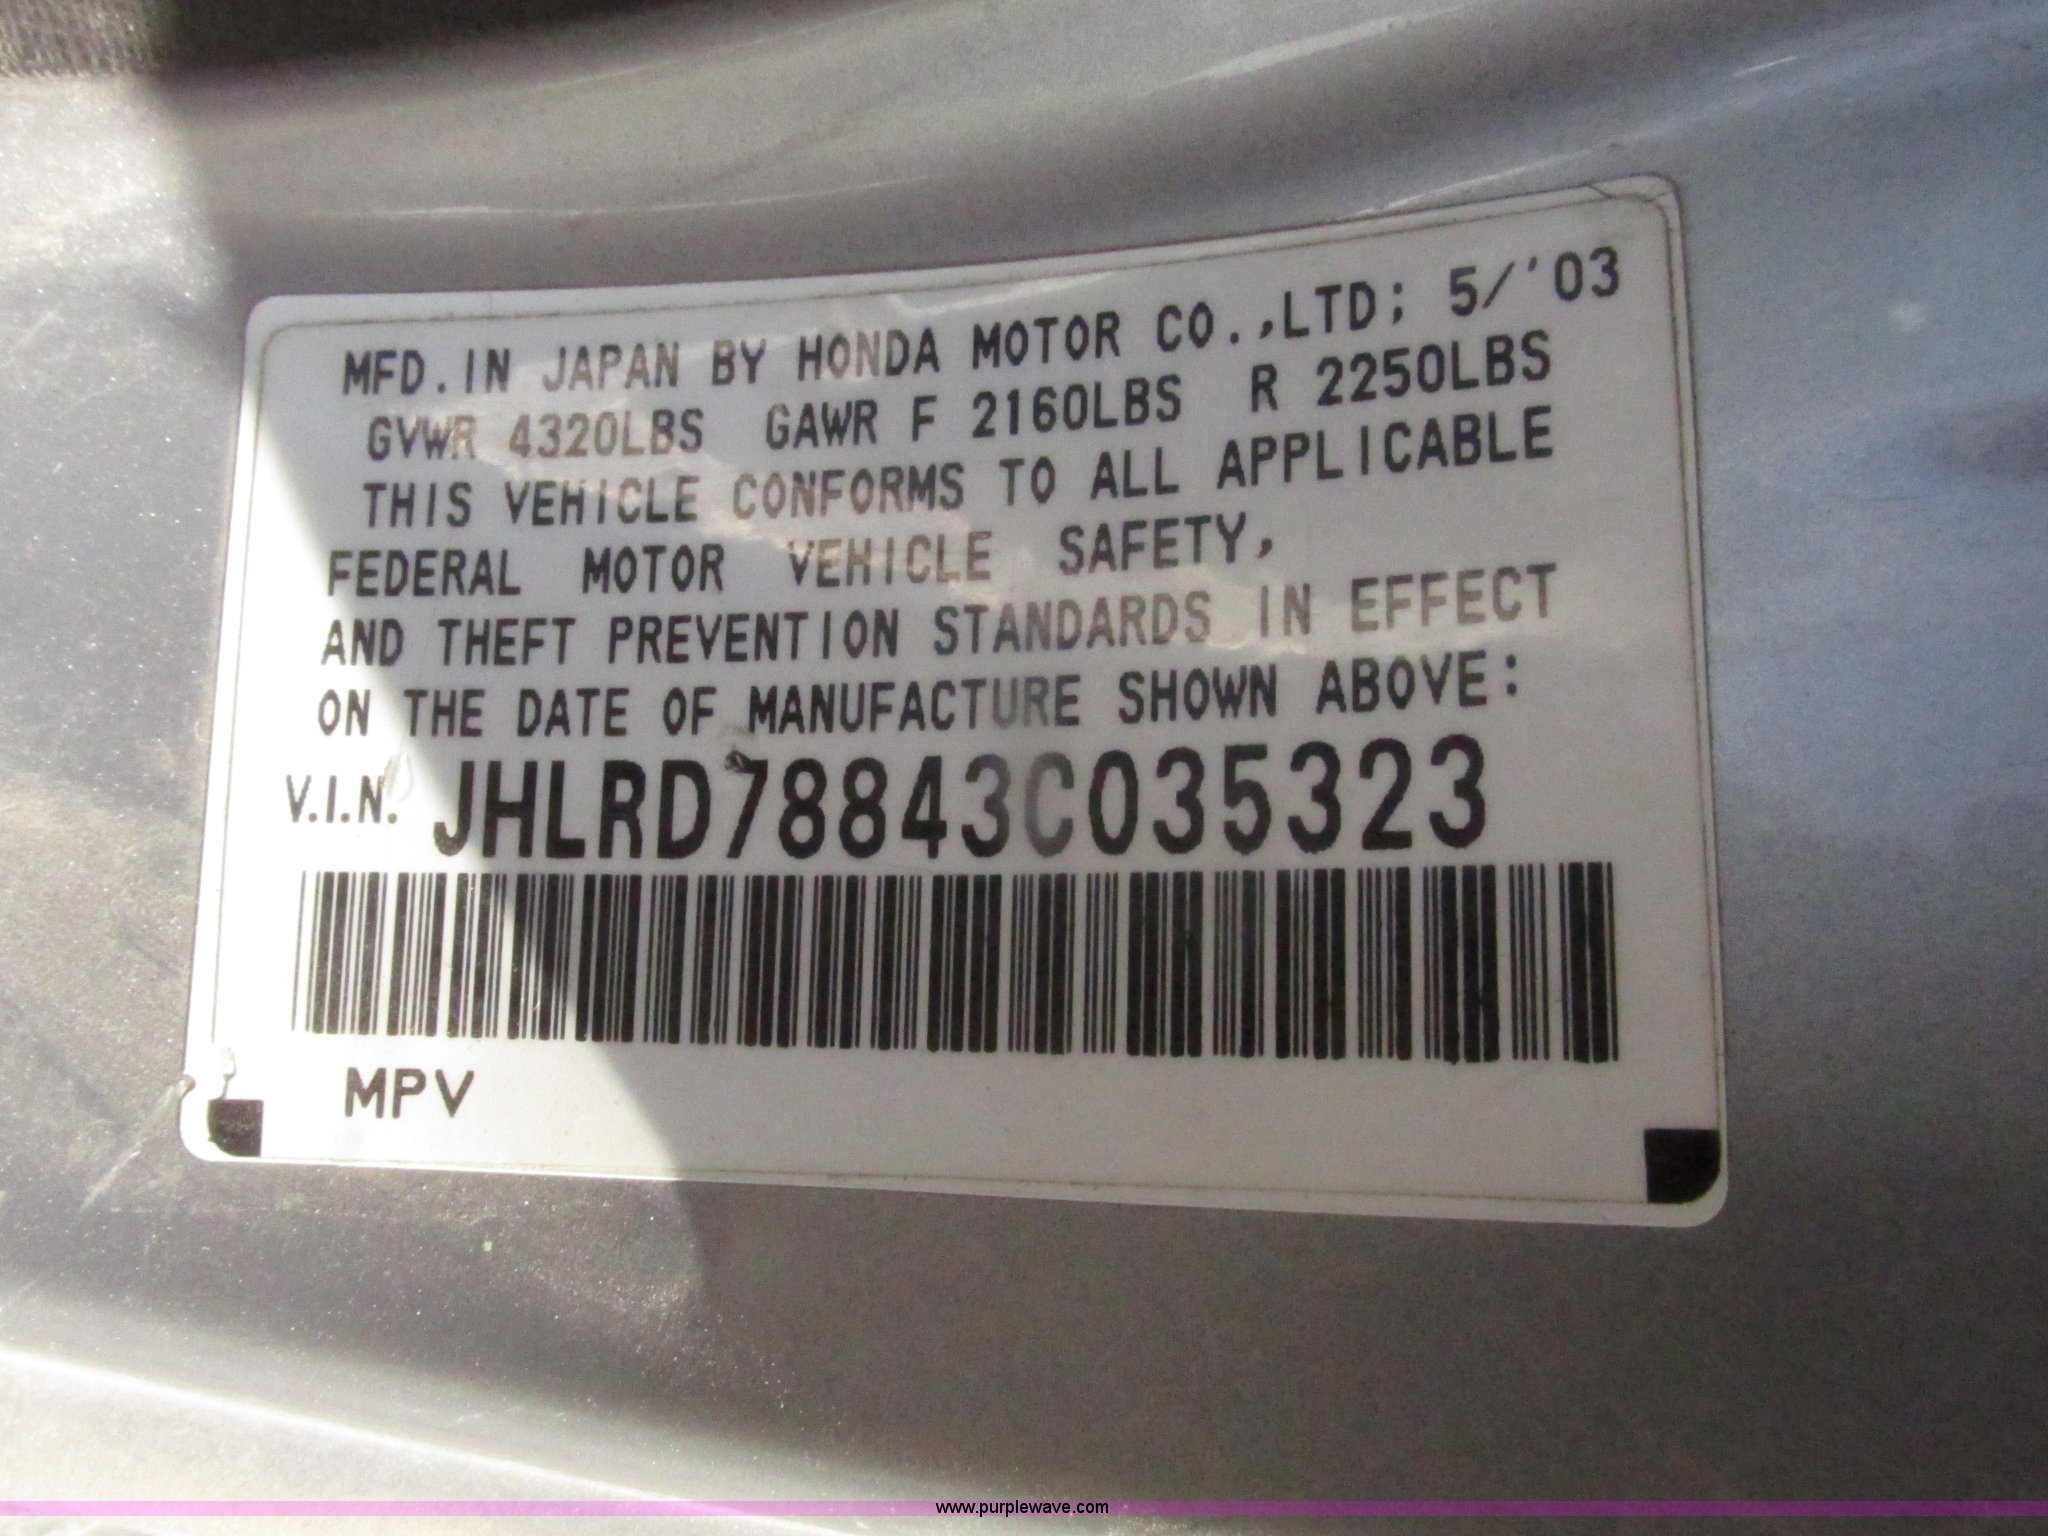 MFD. IN JAPAN BY HONDA MOTOR CO.,LTD; 5/'03
GVWR 4320LBS GAWR F 2160LBS R 2250LBS
THIS VEHICLE CONFORMS TO ALL APPLICABLE
FEDERAL MOTOR VEHICLE SAFETY,
AND THEFT PREVENTION STANDARDS IN EFFECT
ON THE DATE OF MANUFACTURE SHOWN ABOVE:
V.I.N. JHLRD78843C035323
MPV
www.purplewave.com